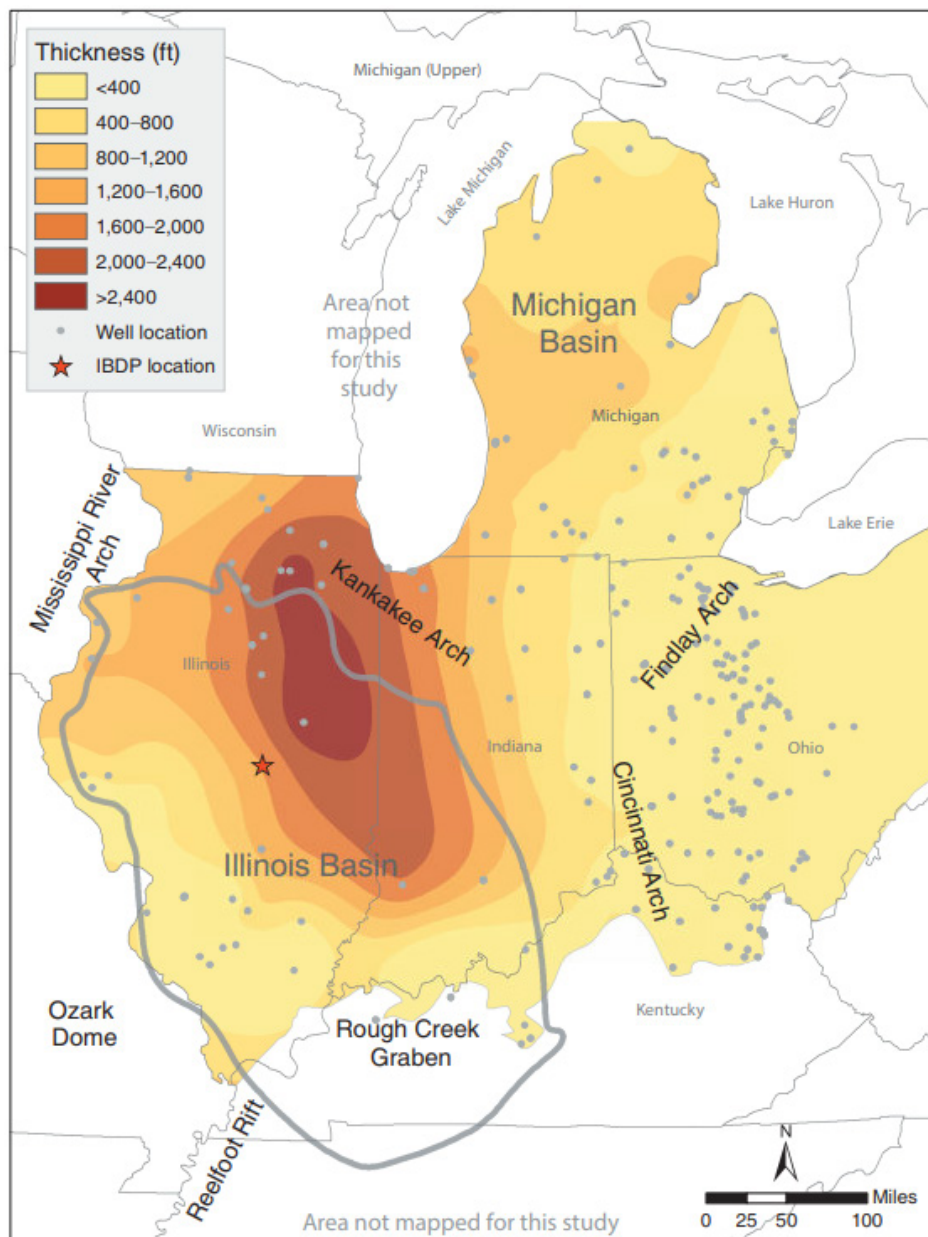 Thickness (ft)
<400
400–800
800–1,200
1,200–1,600
1,600–2,000
2,000–2,400
>2,400
Well location
IBDP location
Michigan (Upper)
Lake Michigan
Lake Huron
Area not
mapped
for this
study
Michigan
Basin
Michigan
Wisconsin
Mississippi River
Arch
Lake Erie
Kankakee Arch
Findlay Arch
Illinois
Indiana
Ohio
Cincinnati Arch
Illinois Basin
Ozark
Dome
Rough Creek
Graben
Kentucky
Reelfoot Rift
N
Miles
0 25 50 100
Area not mapped for this study